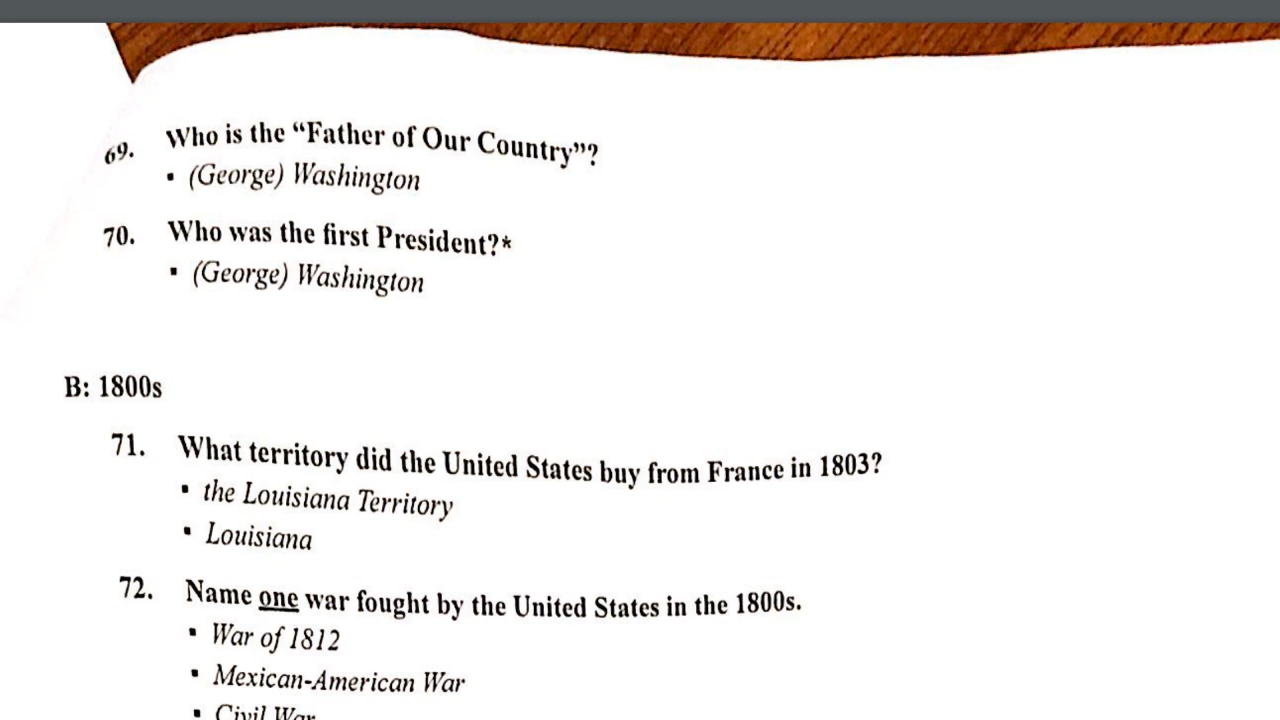 69. Who is the “Father of Our Country”?
▪ (George) Washington
70. Who was the first President?*
▪ (George) Washington
B: 1800s
71. What territory did the United States buy from France in 1803?
▪ the Louisiana Territory
▪ Louisiana
72. Name one war fought by the United States in the 1800s.
▪ War of 1812
▪ Mexican-American War
▪ Civil War